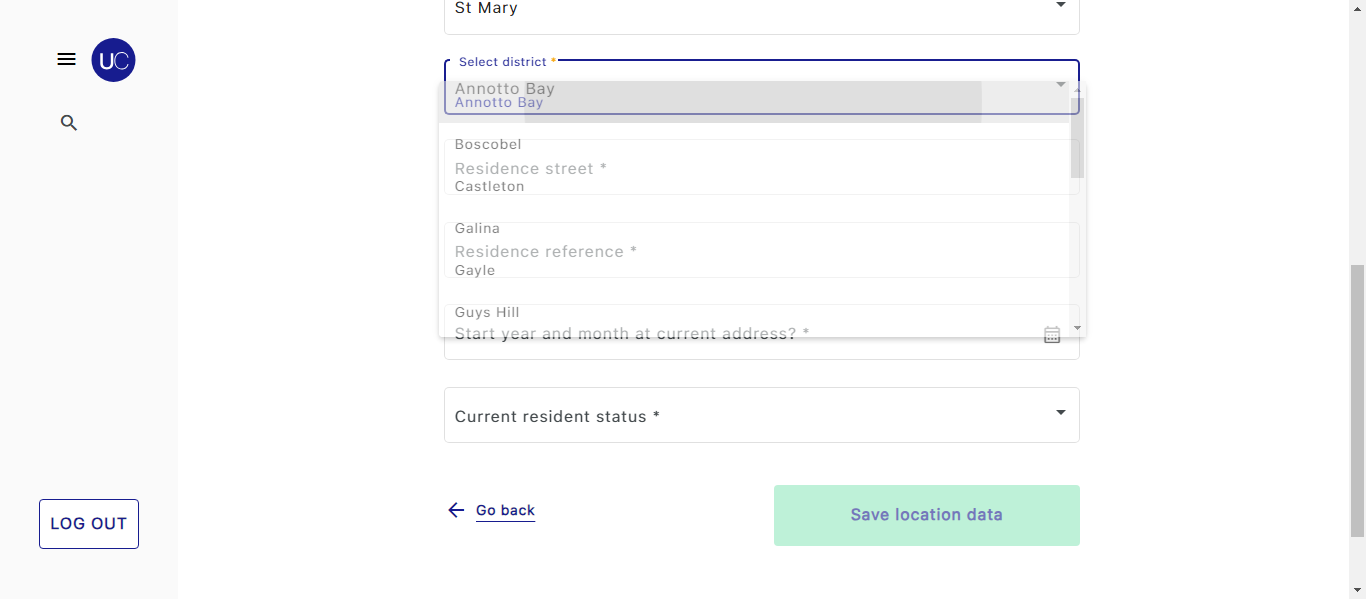 St Mary
UC
Select district *
Annotto Bay
Annotto Bay
Boscobel
Residence street *
Castleton
Galina
Residence reference *
Gayle
Guys Hill
Start year and month at current address? *
Current resident status *
Go back
Save location data
LOG OUT